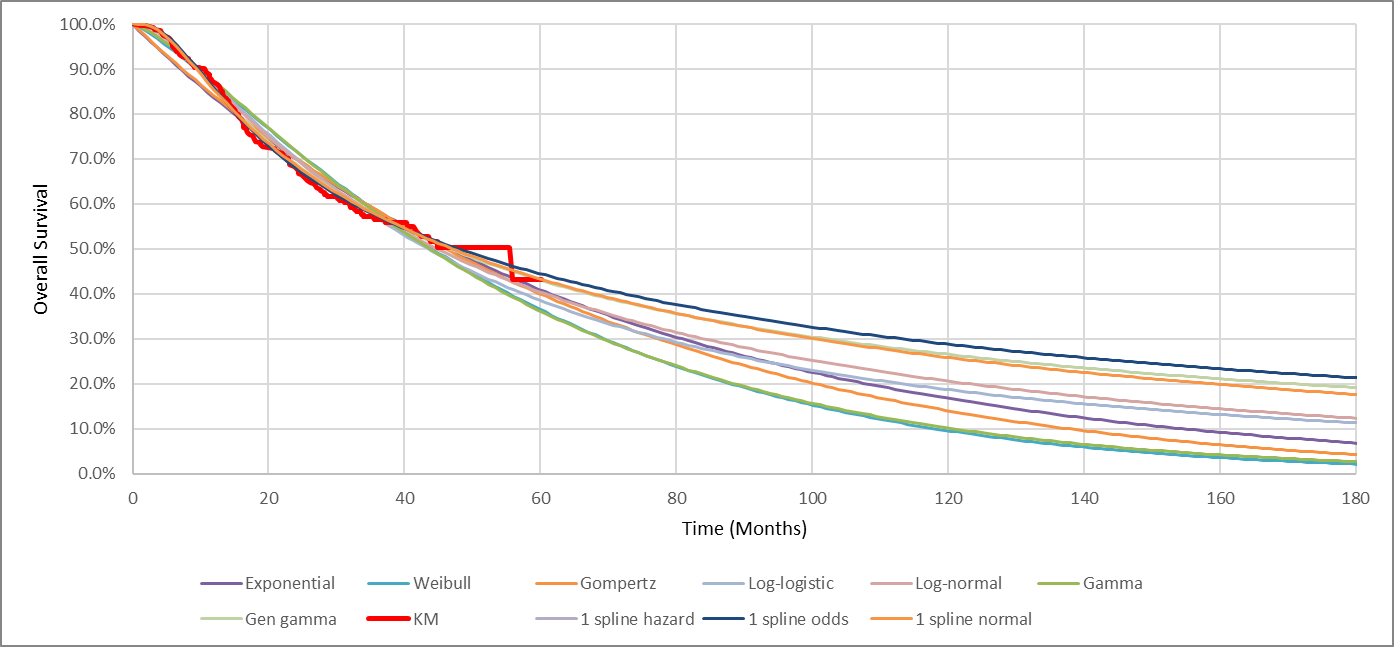 100.0%
90.0%
80.0%
70.0%
60.0%
50.0%
40.0%
30.0%
20.0%
10.0%
0.0%
Overall Survival
0 20 40 60 80 100 120 140 160 180
Time (Months)
Exponential Weibull Gompertz Log-logistic Log-normal Gamma
Gen gamma KM 1 spline hazard 1 spline odds 1 spline normal